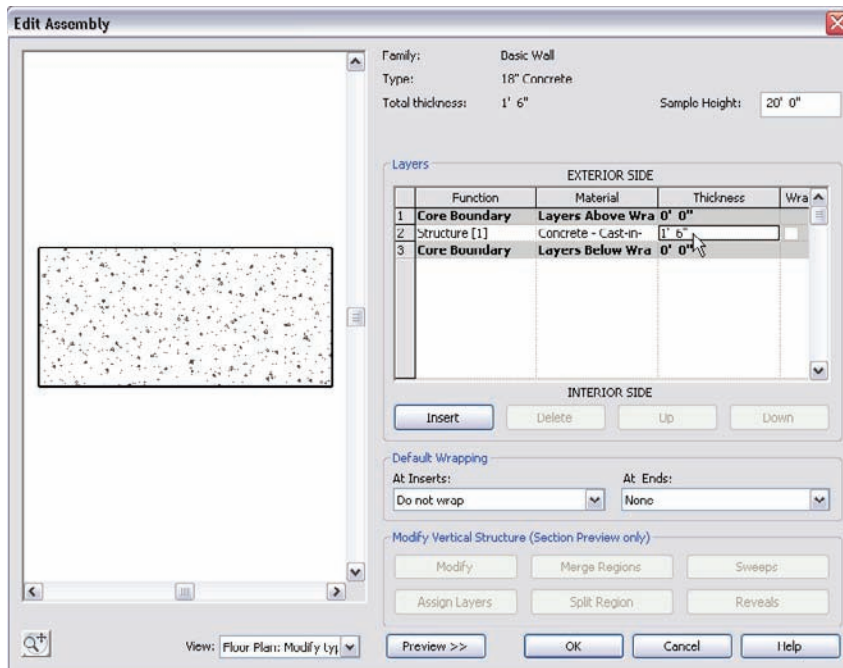 Edit Assembly
Family: Basic Wall
Type: 18" Concrete
Total thickness: 1' 6" Sample Height: 20' 0"
Layers
EXTERIOR SIDE
Function Material Thickness Wra
1 Core Boundary Layers Above Wra 0' 0"
2 Structure [1] Concrete - Cast-in- 1' 6"
3 Core Boundary Layers Below Wra 0' 0"
INTERIOR SIDE
Insert Delete Up Down
Default Wrapping
At Inserts: At Ends:
Do not wrap None
Modify Vertical Structure (Section Preview only)
Modify Merge Regions Sweeps
Assign Layers Split Region Reveals
View: Floor Plan: Modify typ Preview >> OK Cancel Help